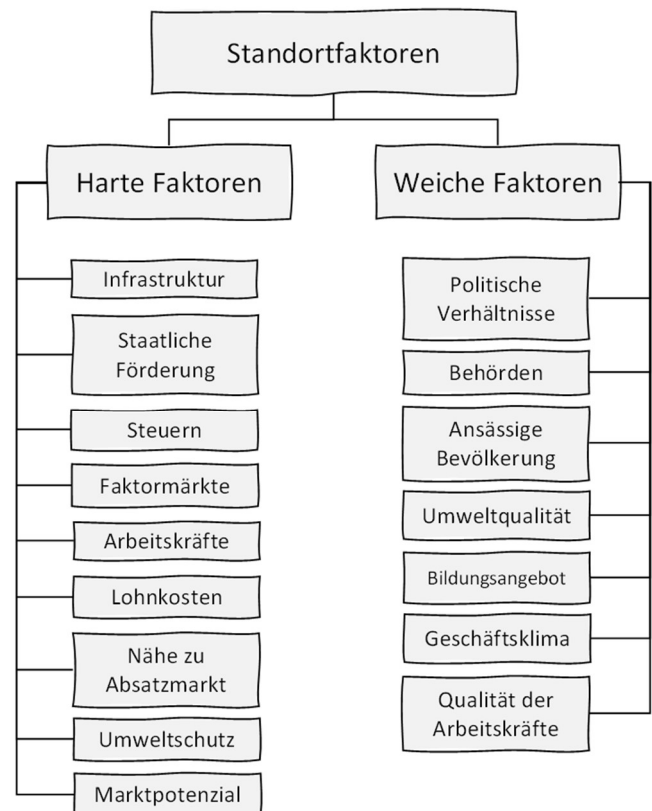 Standortfaktoren
Harte Faktoren
Infrastruktur
Staatliche
Förderung
Steuern
Faktormärkte
Arbeitskräfte
Lohnkosten
Nähe zu
Absatzmarkt
Umweltschutz
Marktpotenzial
Weiche Faktoren
Politische
Verhältnisse
Behörden
Ansässige
Bevölkerung
Umweltqualität
Bildungsangebot
Geschäftsklima
Qualität der
Arbeitskräfte